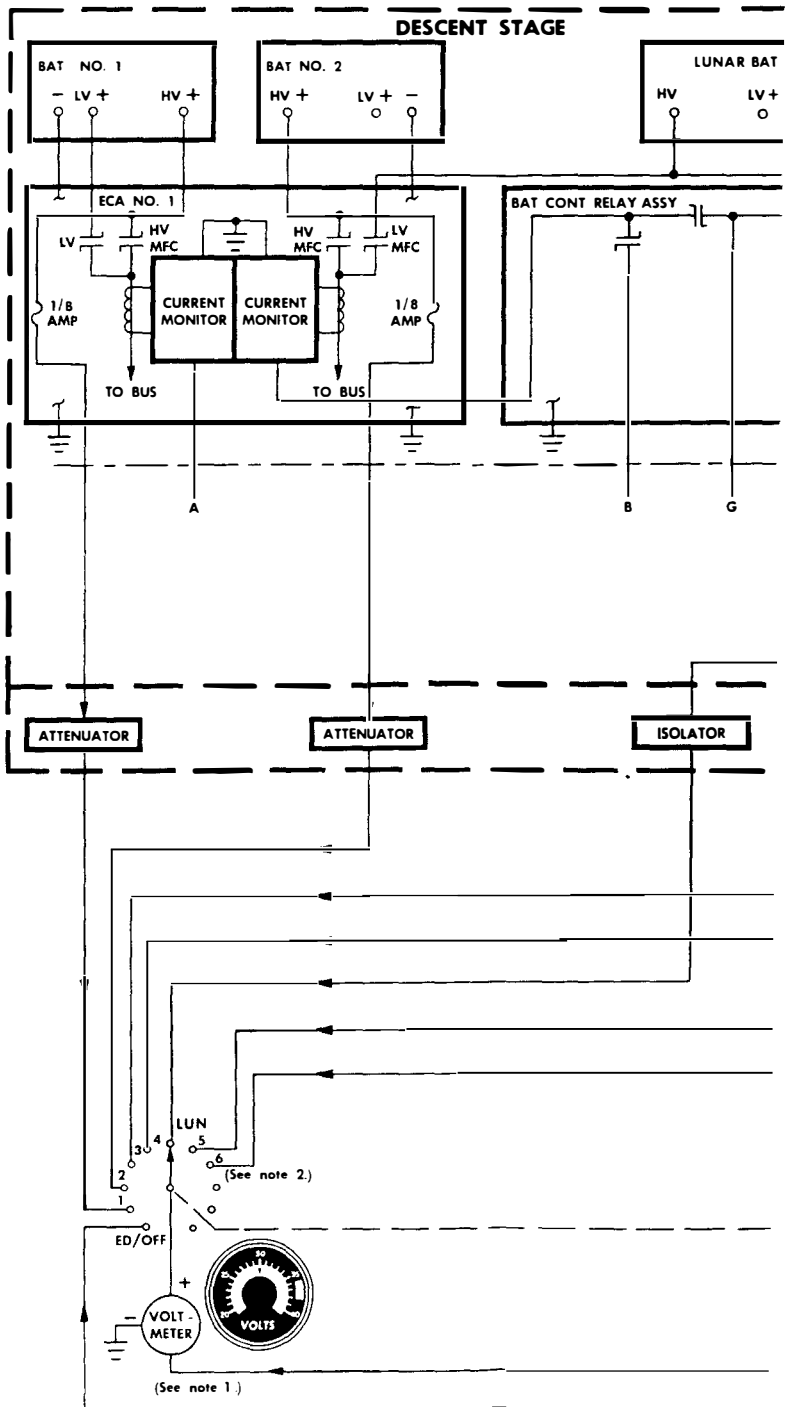 DESCENT STAGE
BAT NO. 1
- LV + HV +
BAT NO. 2
HV + LV + -
LUNAR BAT
HV LV +
ECA NO. 1
LV
HV
MFC
HV
MFC
LV
MFC
1/8
AMP
CURRENT
MONITOR
CURRENT
MONITOR
1/8
AMP
TO BUS
TO BUS
BAT CONT RELAY ASSY
A
B
G
ATTENUATOR
ATTENUATOR
ISOLATOR
LUN
1
2
3
4
5
6
(See note 2.)
ED/OFF
+
-
VOLT-
METER
VOLTS
(See note 1.)